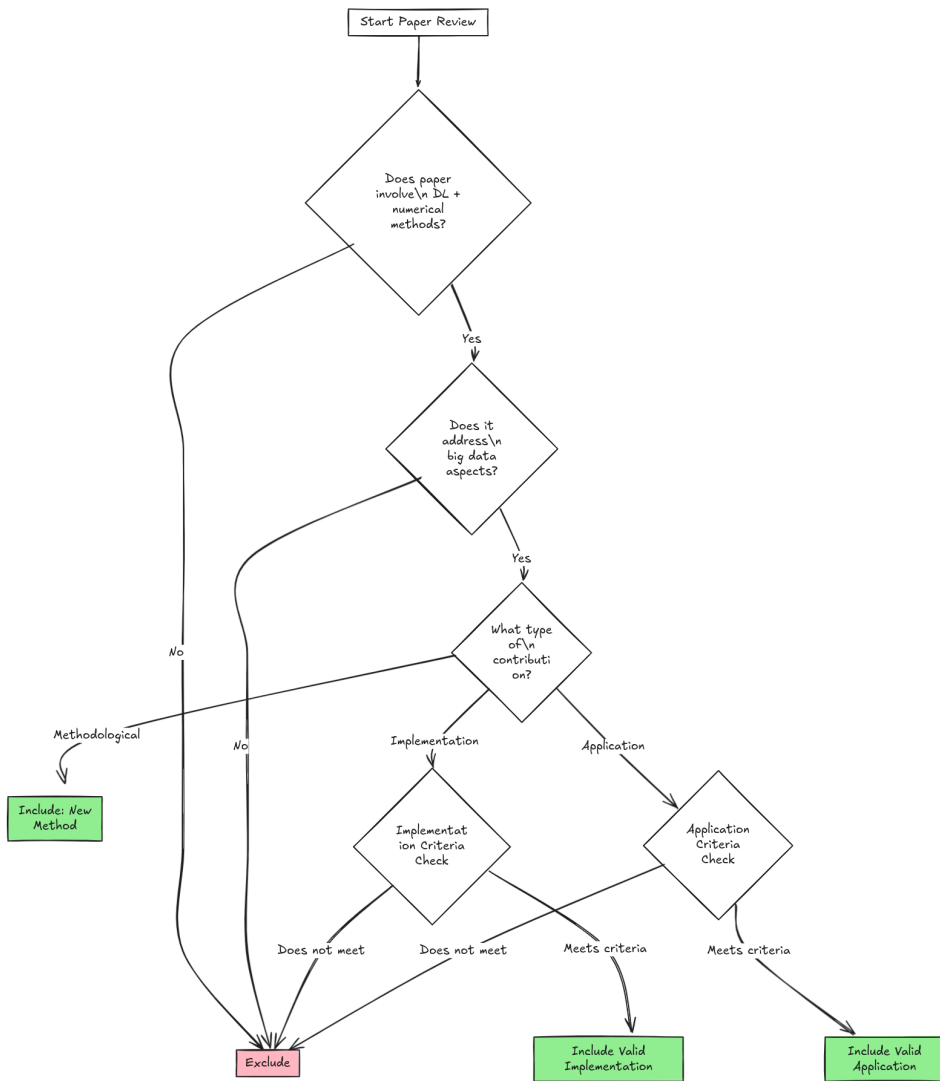 Start Paper Review
Does paper
involve\n DL +
numerical
methods?
Yes
Does it
address\n
big data
aspects?
Yes
What type
of\n
contributi
on?
No
Methodological
No
Implementation
Application
Include: New
Method
Implementat
ion Criteria
Check
Application
Criteria
Check
Does not meet
Does not meet
Meets criteria
Meets criteria
Exclude
Include Valid
Implementation
Include Valid
Application